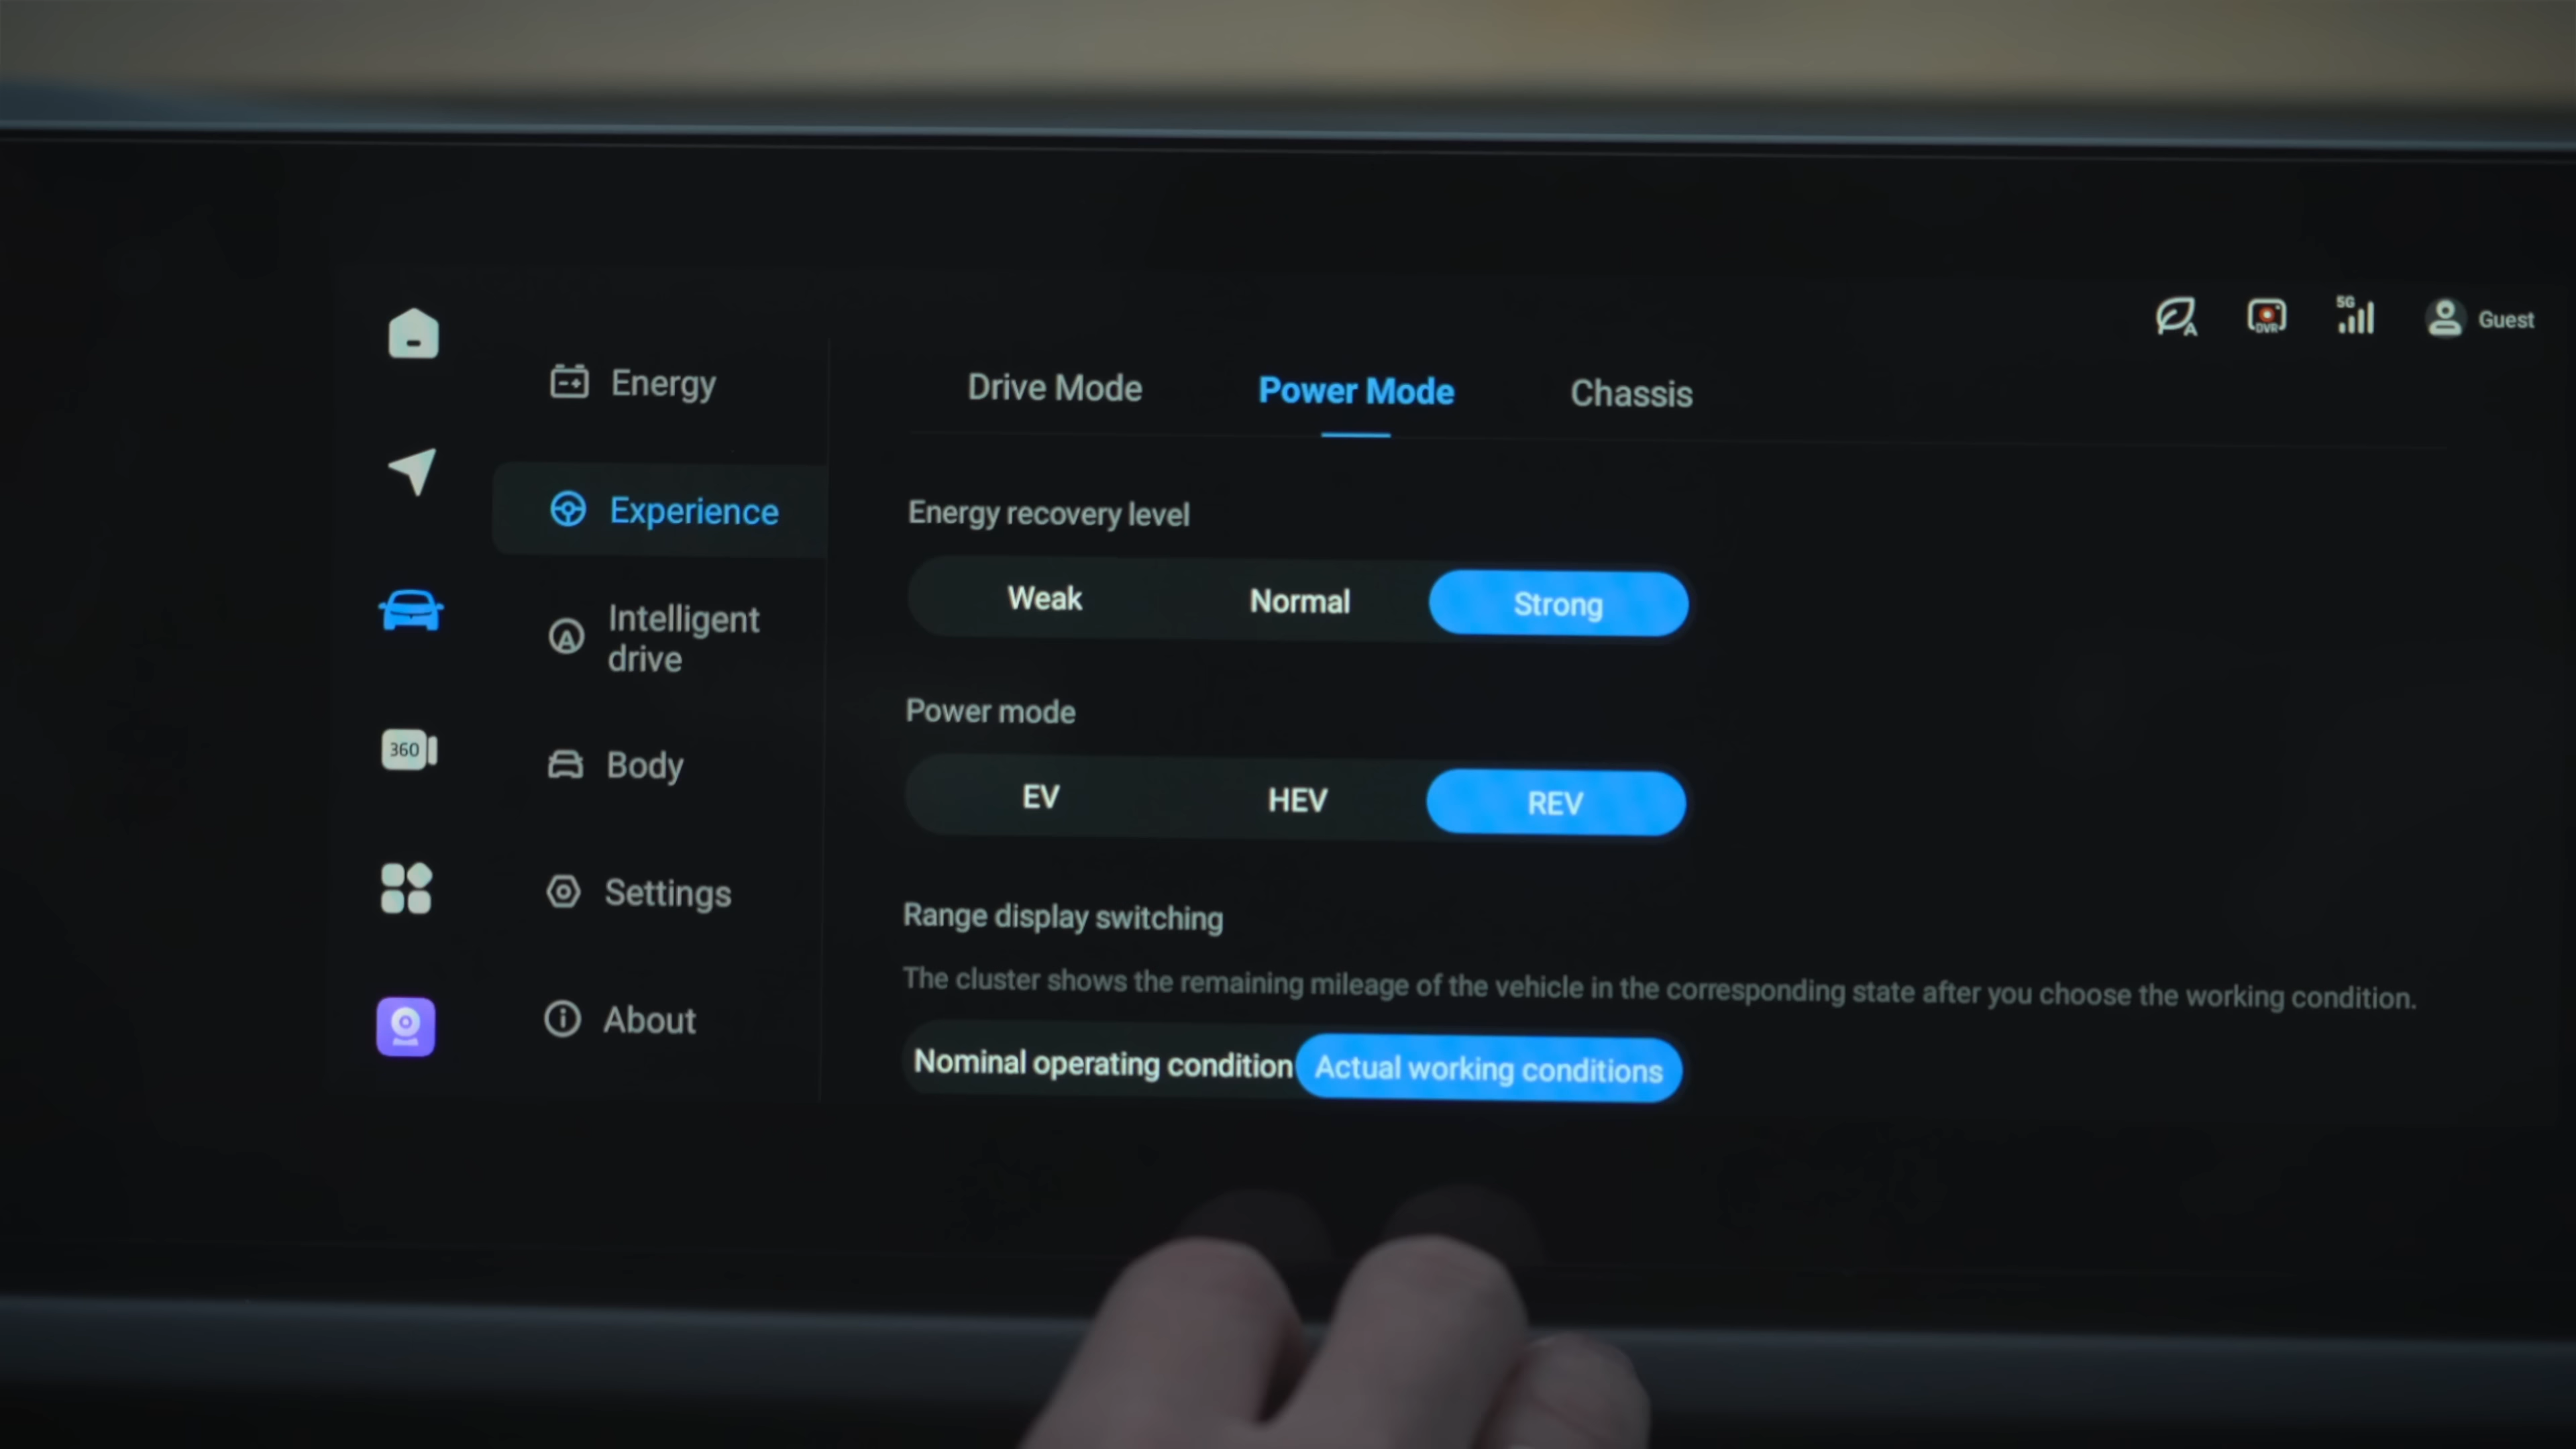 5G
Guest
DVR
A
Energy
Experience
A
Intelligent
drive
360
Body
Settings
About
Drive Mode
Power Mode
Chassis
Energy recovery level
Weak
Normal
Strong
Power mode
EV
HEV
REV
Range display switching
The cluster shows the remaining mileage of the vehicle in the corresponding state after you choose the working condition.
Nominal operating condition
Actual working conditions